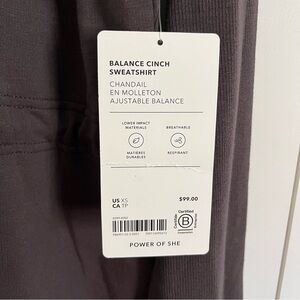 BALANCE CINCH
SWEATSHIRT
CHANDAIL
EN MOLLETON
AJUSTABLE BALANCE
LOWER IMPACT
MATERIALS
BREATHABLE
MATIÈRES
DURABLES
RESPIRANT
US XS
CA TP
$99.00
Certified
B
Corporation
POWER OF SHE